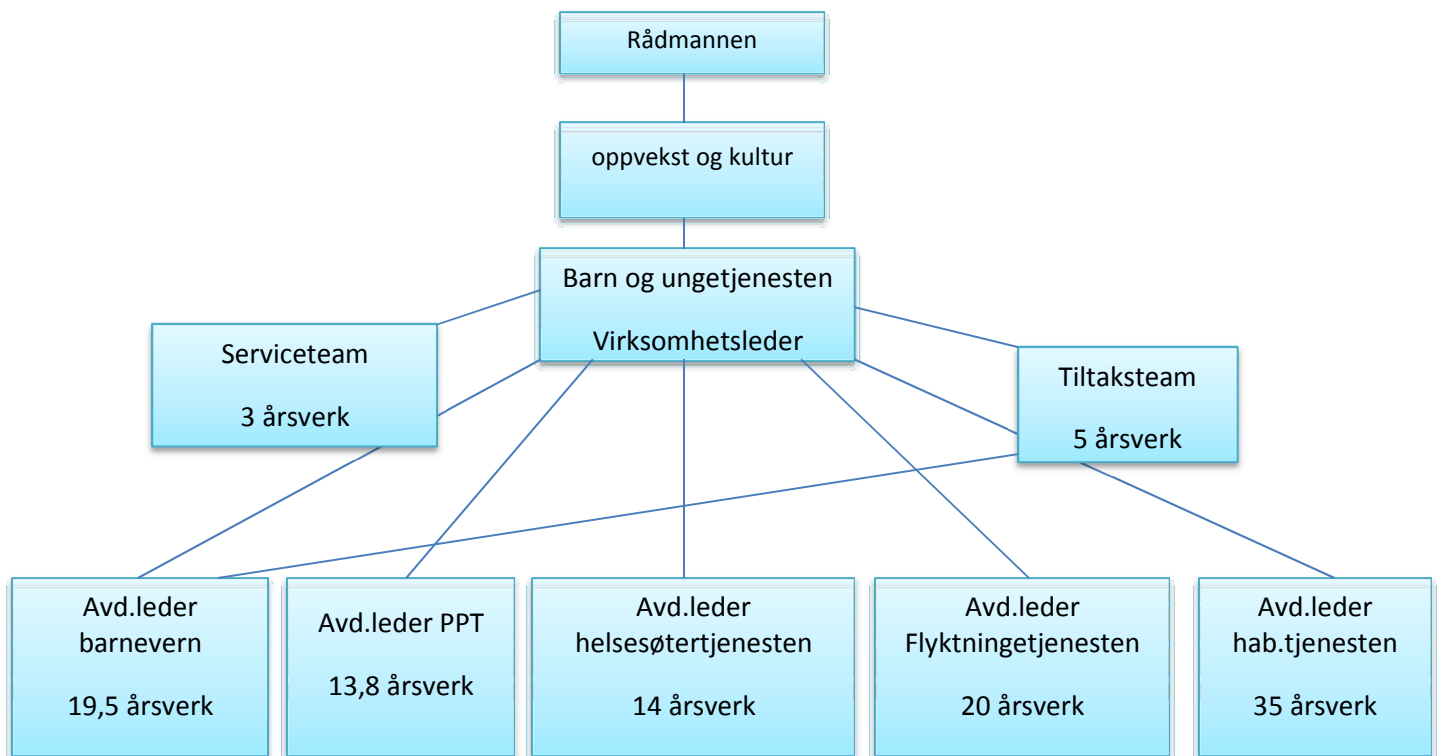 Rådmannen
oppvekst og kultur
Barn og ungetjenesten
Virksomhetsleder
Serviceteam
3 årsverk
Tiltaksteam
5 årsverk
Avd.leder
barnevern
19,5 årsverk
Avd.leder PPT
13,8 årsverk
Avd.leder
helsesøtertjenesten
14 årsverk
Avd.leder
Flyktningetjenesten
20 årsverk
Avd.leder
hab.tjenesten
35 årsverk